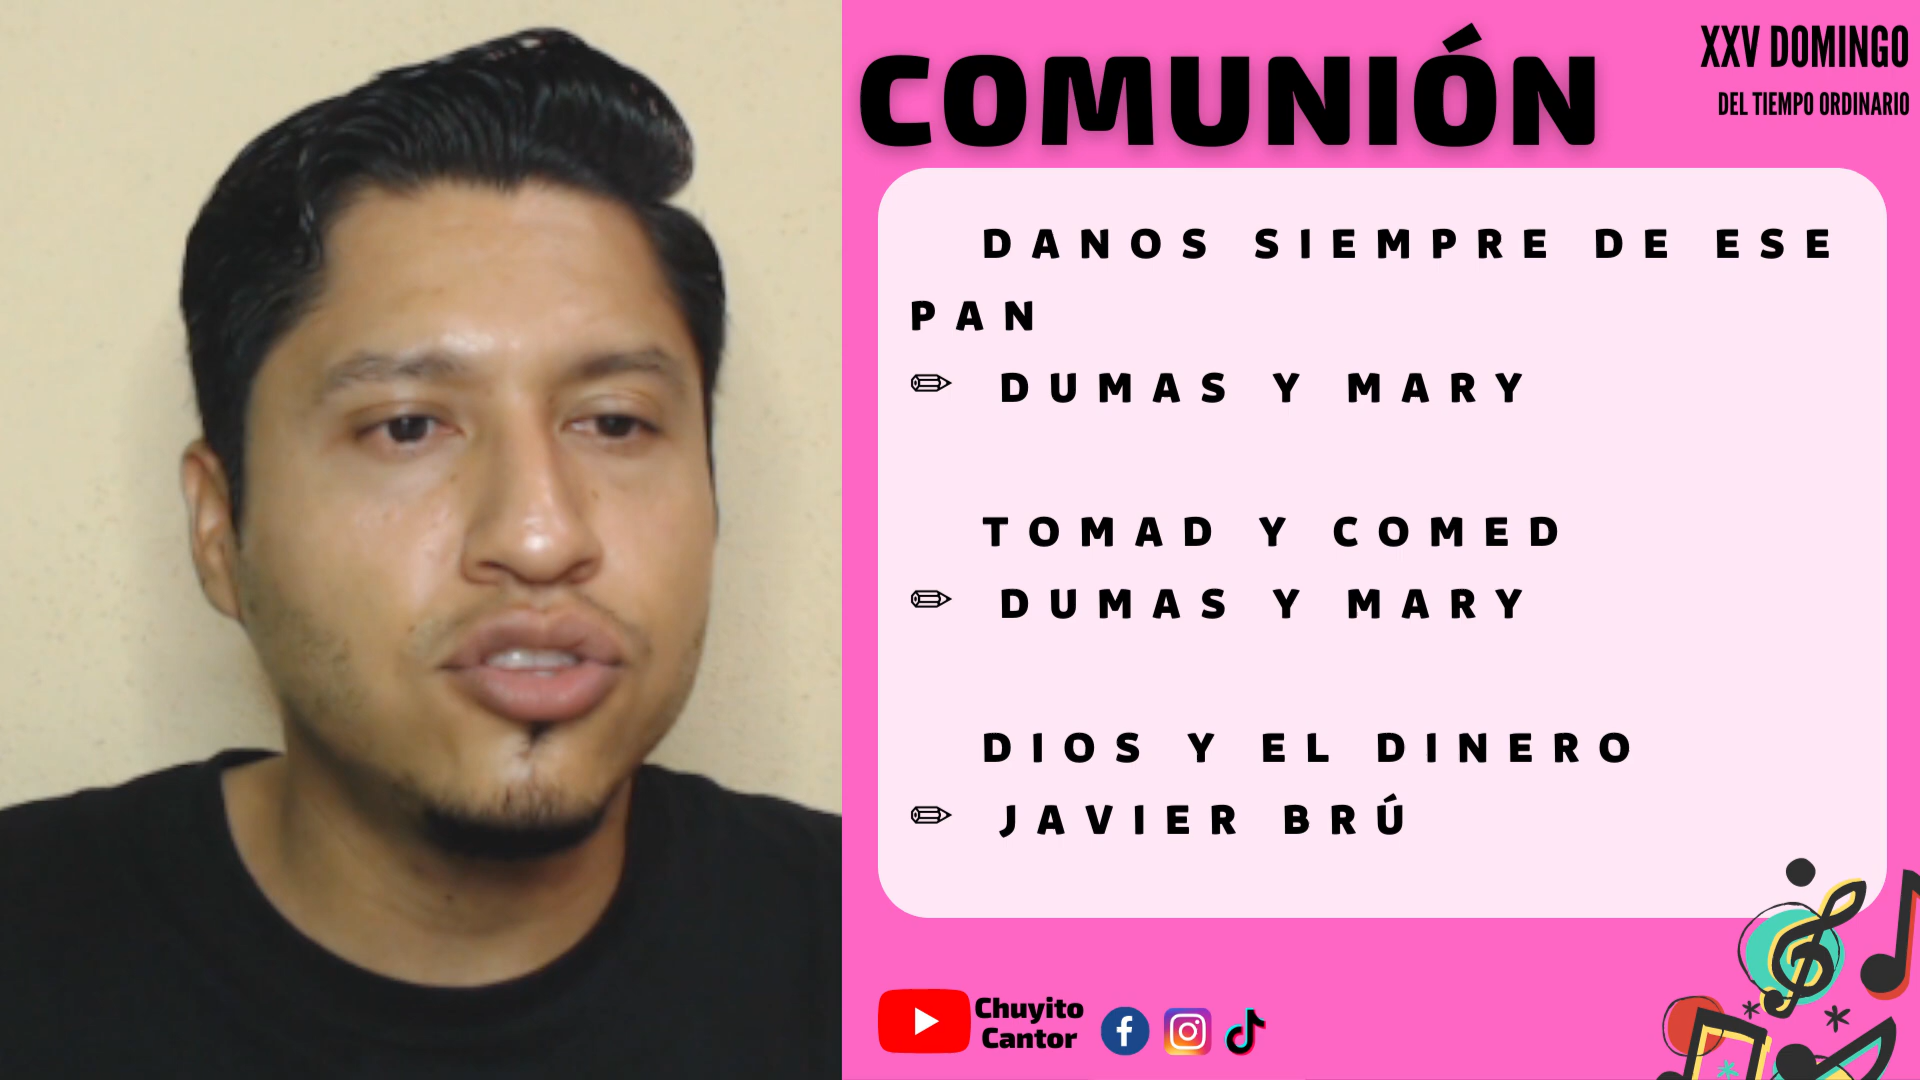 COMUNIÓN
XXV DOMINGO
DEL TIEMPO ORDINARIO
DANOS SIEMPRE DE ESE
PAN
✏ DUMAS Y MARY
TOMAD Y COMED
✏ DUMAS Y MARY
DIOS Y EL DINERO
✏ JAVIER BRÚ
Chuyito
Cantor